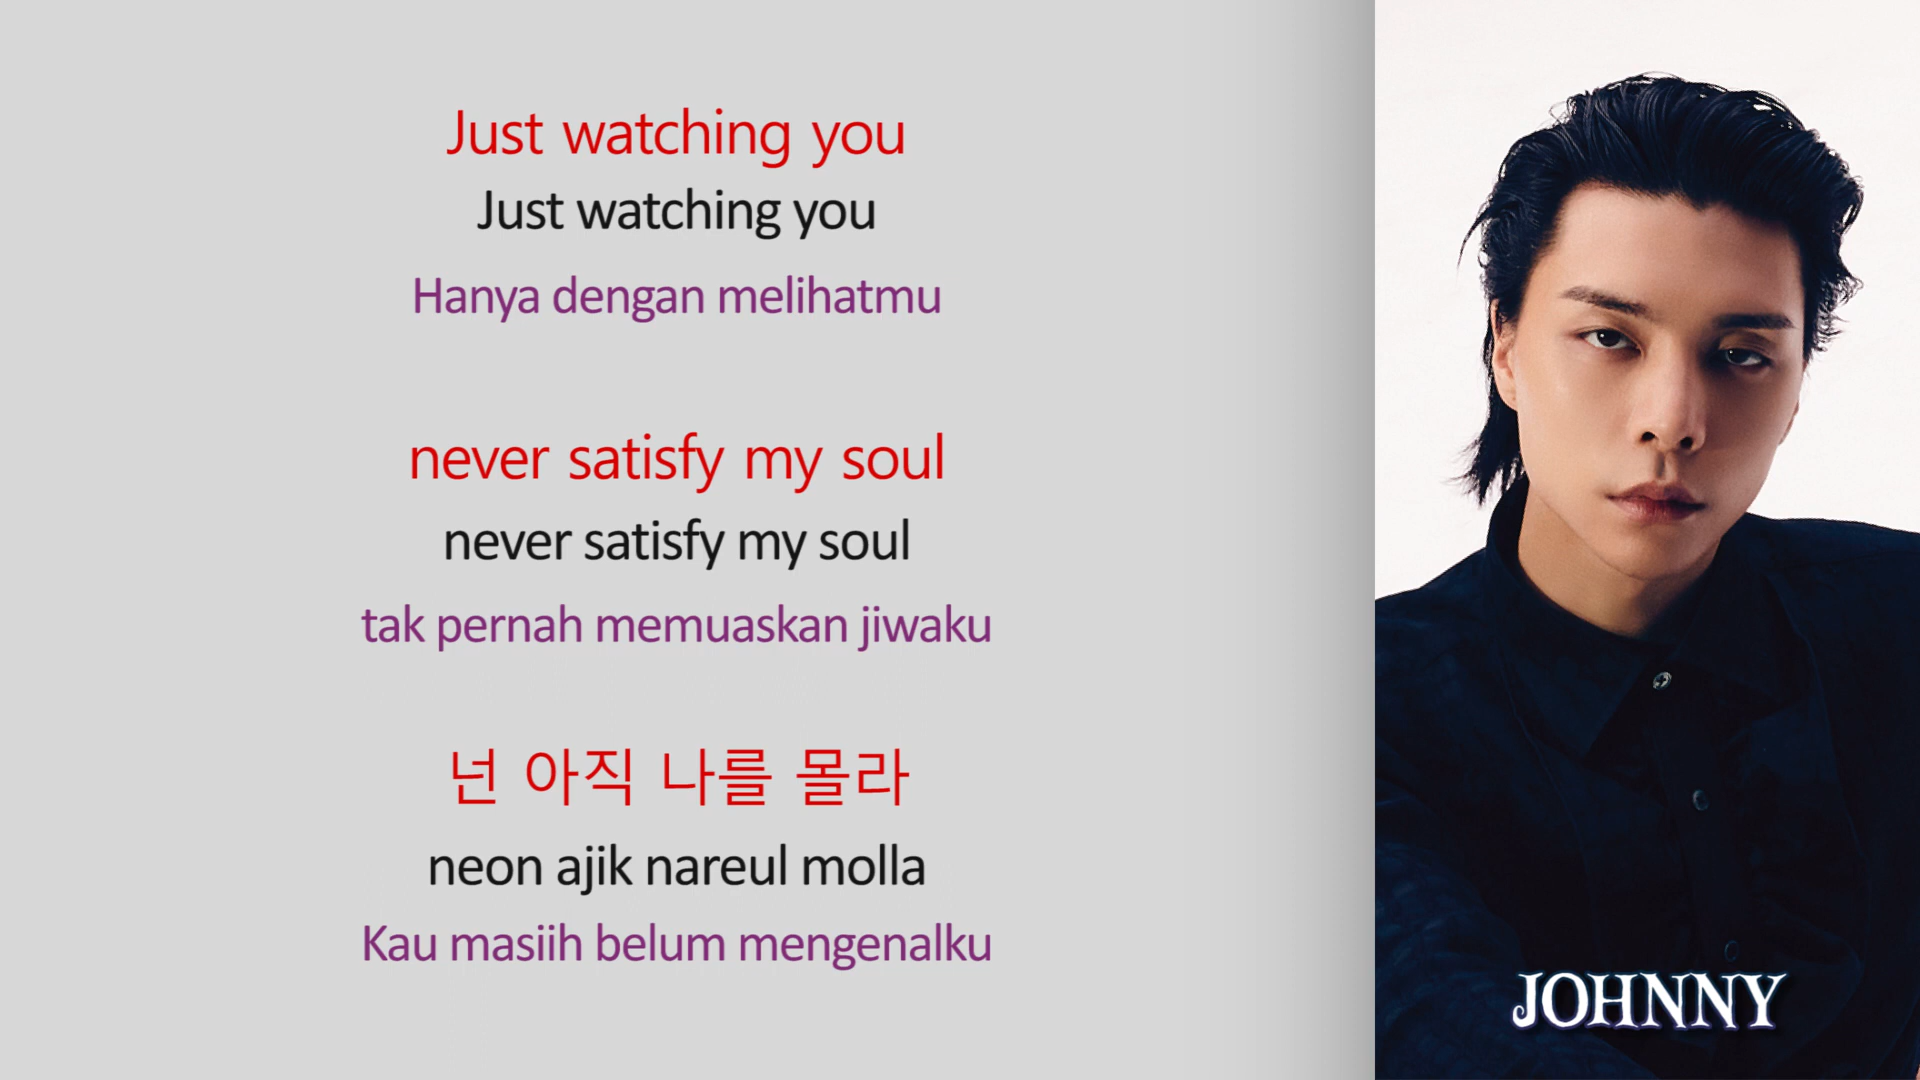 Just watching you
Just watching you
Hanya dengan melihatmu
never satisfy my soul
never satisfy my soul
tak pernah memuaskan jiwaku
넌 아직 나를 몰라
neon ajik nareul molla
Kau masiih belum mengenalku
JOHNNY